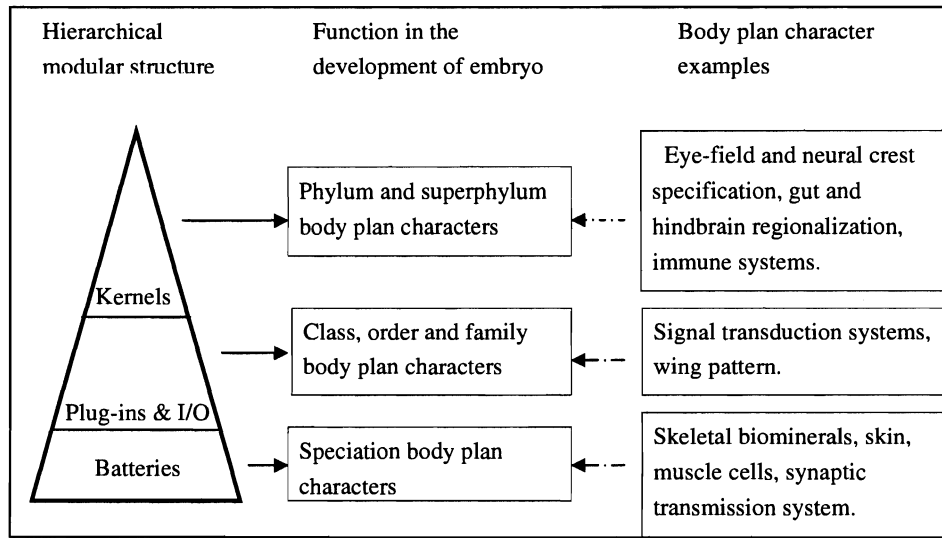 Hierarchical
modular structure
Function in the
development of embryo
Body plan character
examples
Kernels
Plug-ins & I/O
Batteries
Phylum and superphylum
body plan characters
Class, order and family
body plan characters
Speciation body plan
characters
Eye-field and neural crest
specification, gut and
hindbrain regionalization,
immune systems.
Signal transduction systems,
wing pattern.
Skeletal biominerals, skin,
muscle cells, synaptic
transmission system.